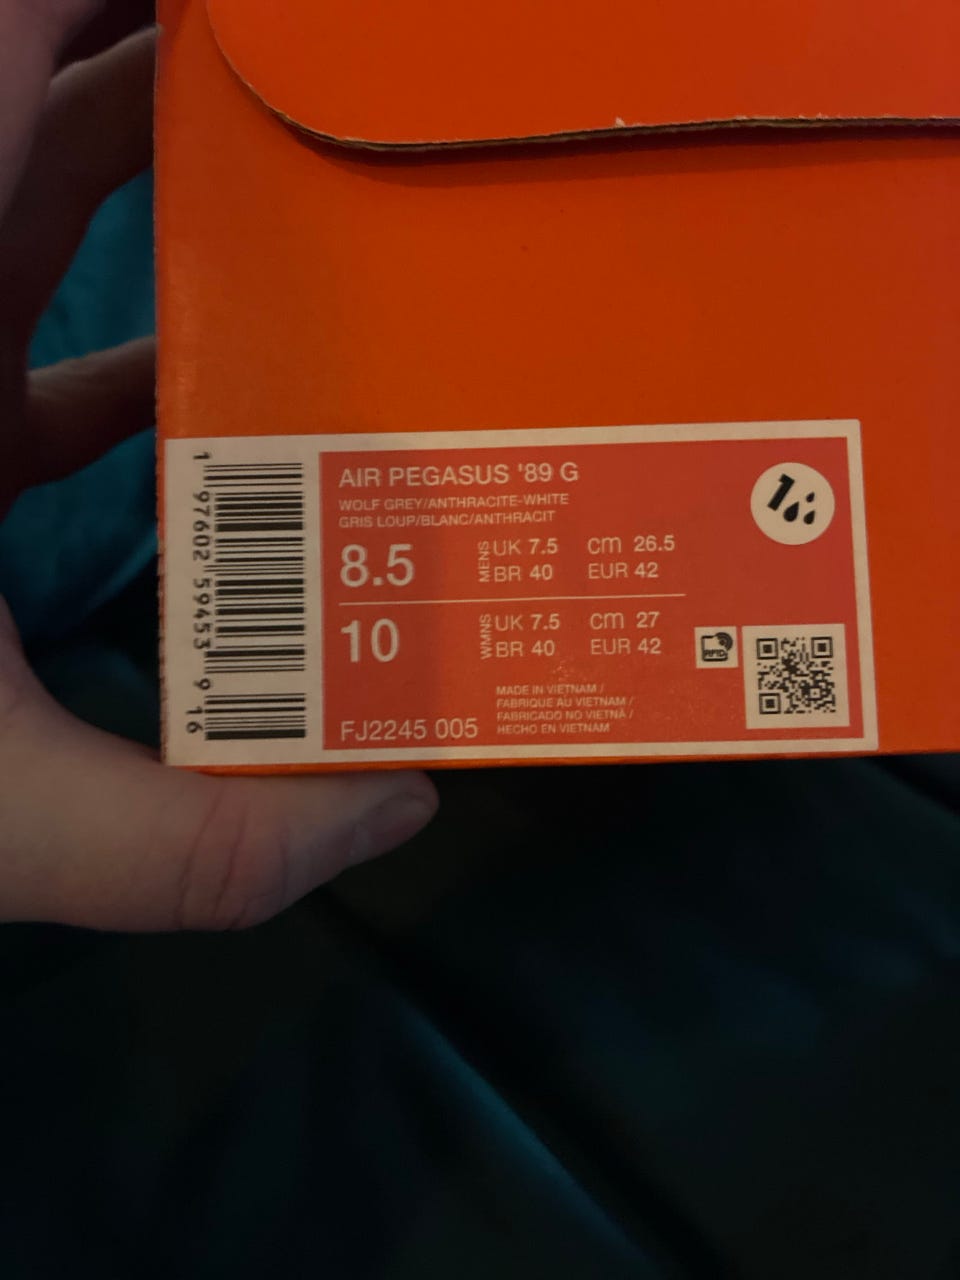 AIR PEGASUS '89 G
WOLF GREY/ANTHRACITE-WHITE
GRIS LOUP/BLANC/ANTHRACIT
8.5 MENS UK 7.5 CM 26.5
BR 40 EUR 42
10 WMNS UK 7.5 CM 27
BR 40 EUR 42
RFID
MADE IN VIETNAM /
FABRIQUE AU VIETNAM /
FABRICADO NO VIETNÃ /
HECHO EN VIETNAM
FJ2245 005
1 97602 59453 9 16